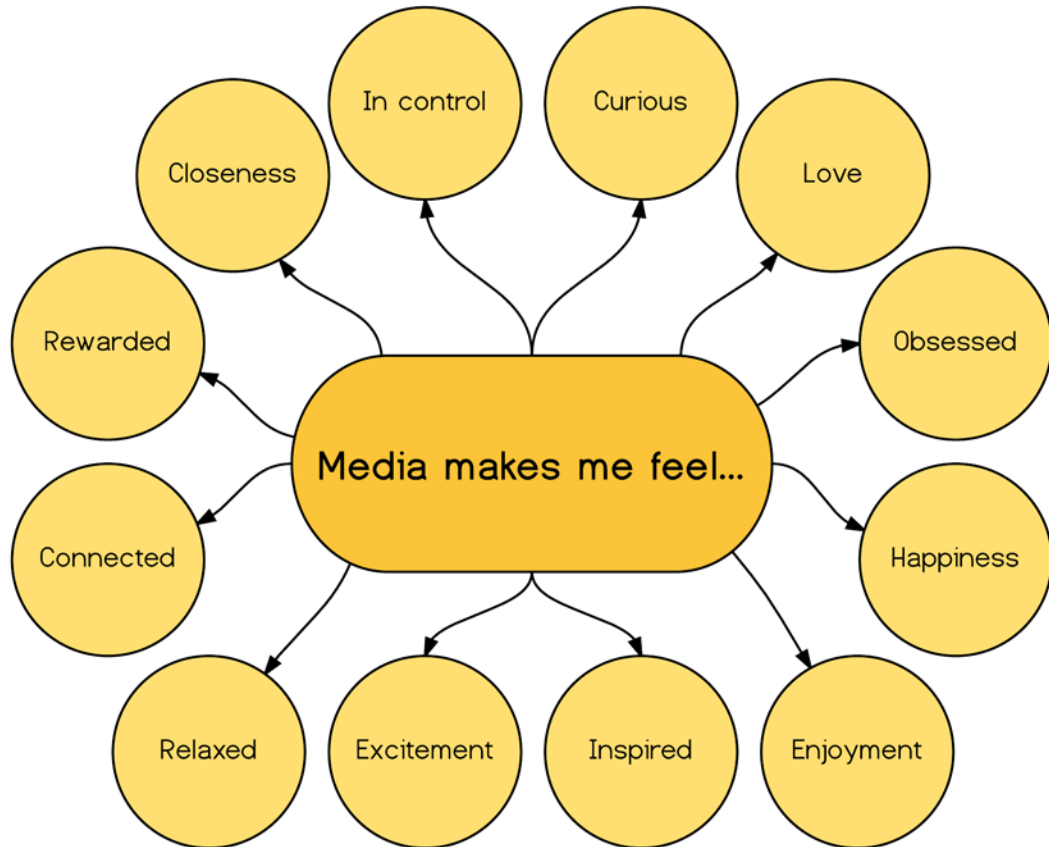 In control
Curious
Closeness
Love
Rewarded
Obsessed
Media makes me feel...
Connected
Happiness
Relaxed
Excitement
Inspired
Enjoyment